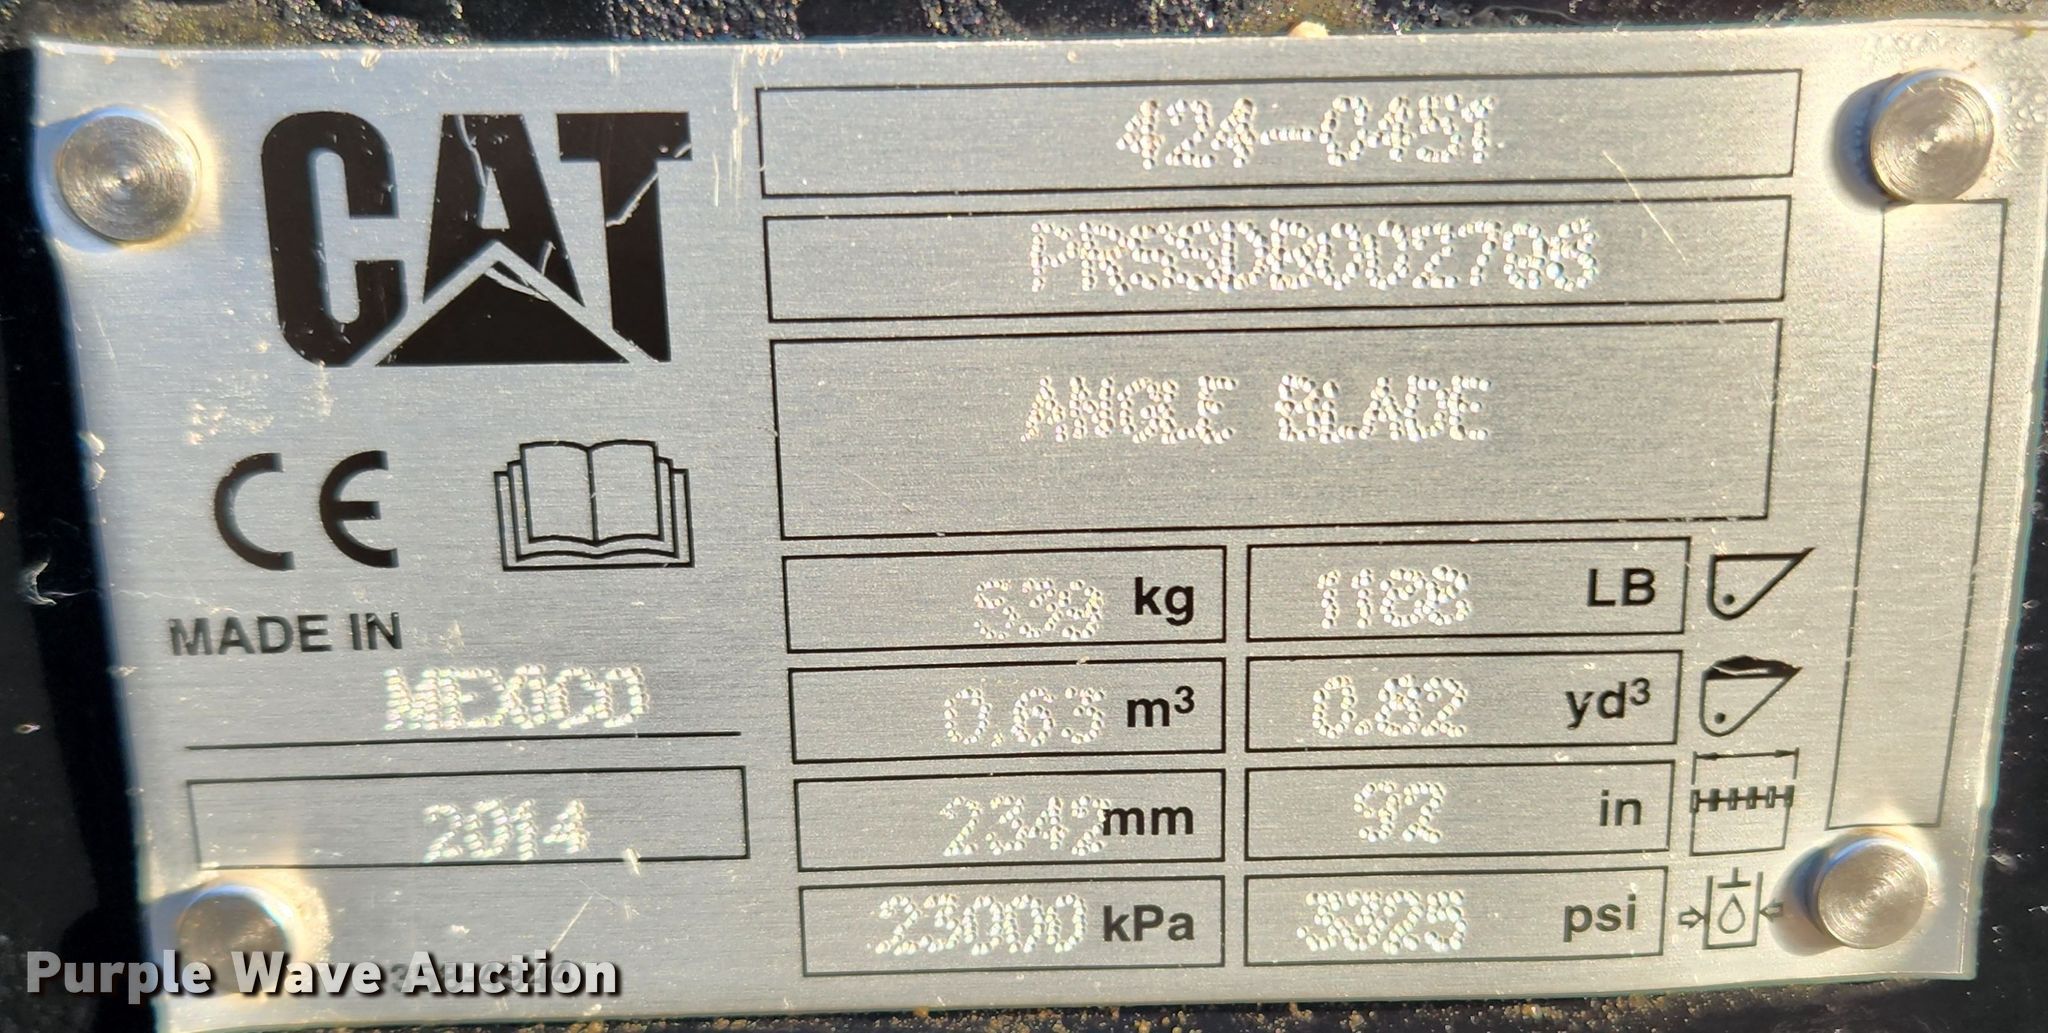 CAT
424-0451
PRSSDB002708
ANGLE BLADE
CE
MADE IN
MEXICO
2014
539 kg 1188 LB
0.63 m³ 0.82 yd³
2342 mm 92 in
23000 kPa 3325 psi
Purple Wave Auction